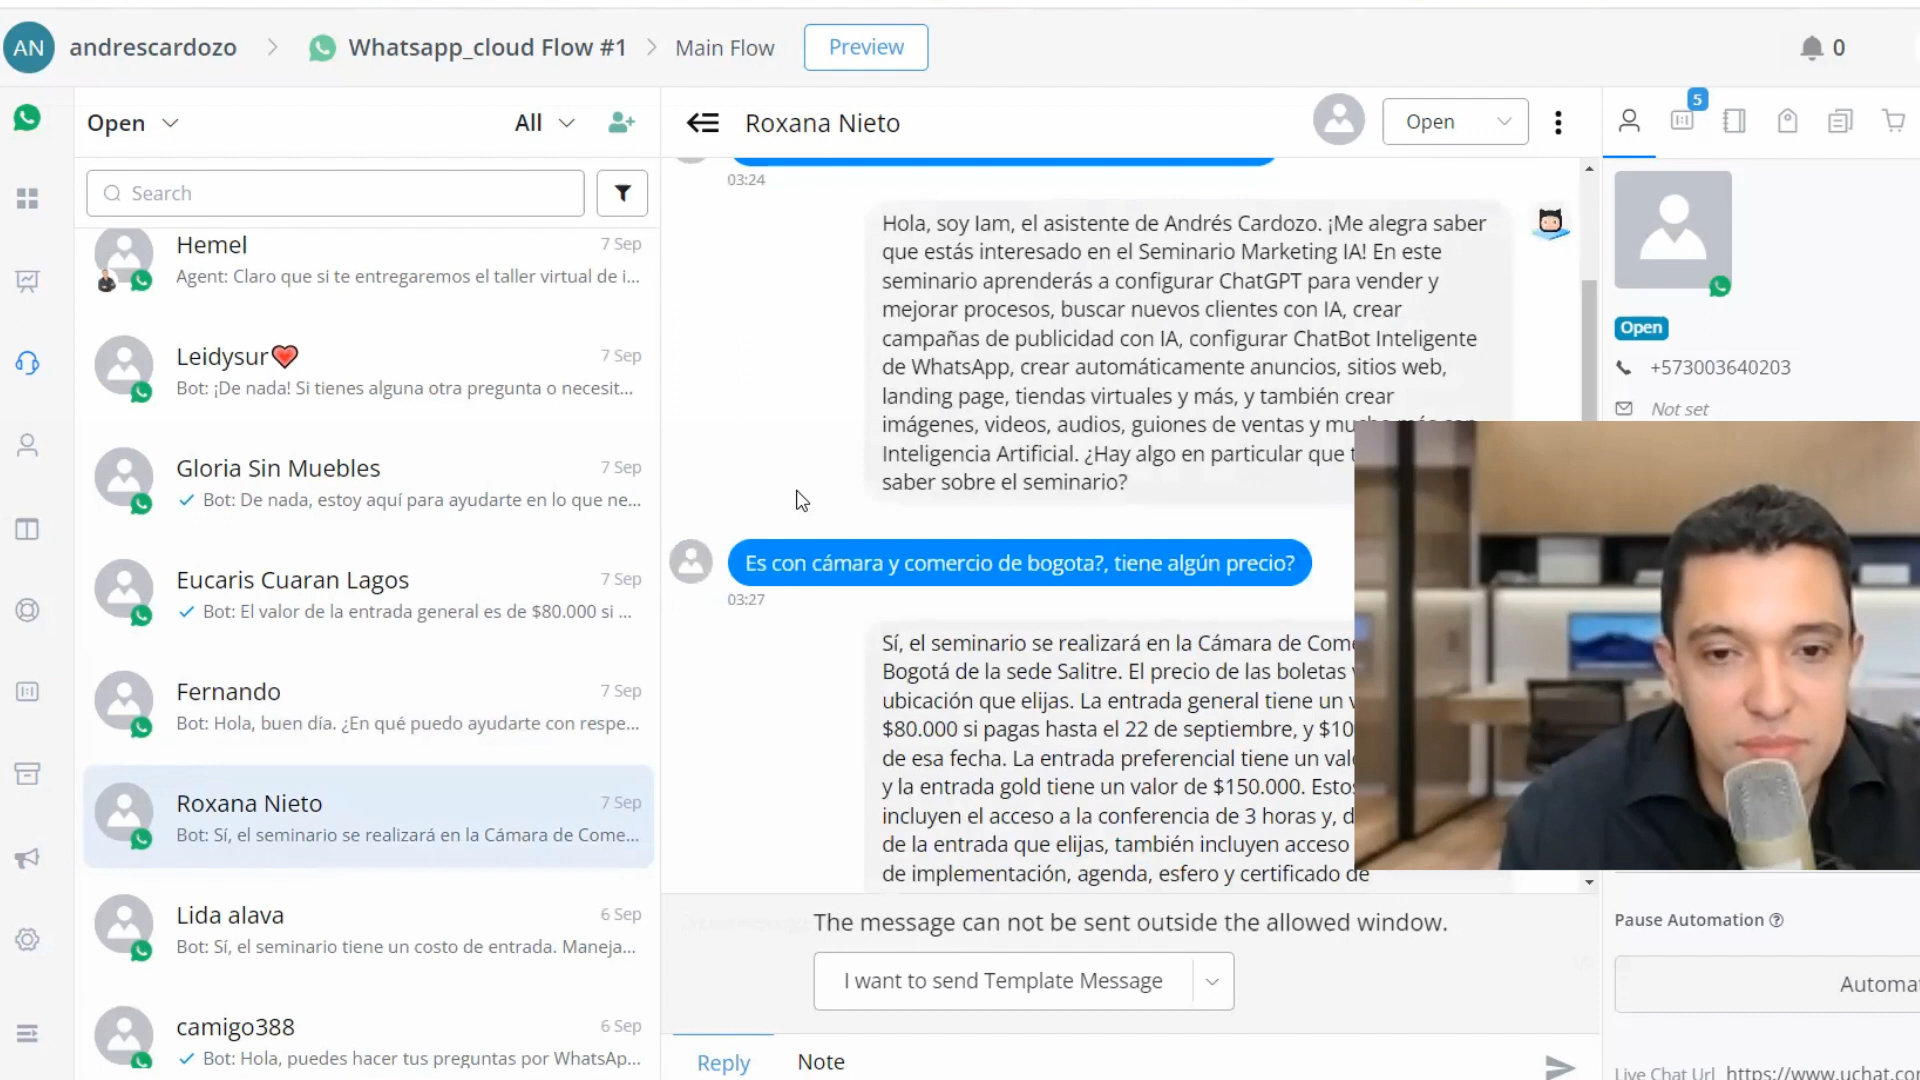 AN andrescardozo > Whatsapp_cloud Flow #1 > Main Flow Preview 0
Open All
Search
Hemel 7 Sep
Agent: Claro que si te entregaremos el taller virtual de i...
Leidysur❤️ 7 Sep
Bot: ¡De nada! Si tienes alguna otra pregunta o necesit...
Gloria Sin Muebles 7 Sep
✓ Bot: De nada, estoy aquí para ayudarte en lo que ne...
Eucaris Cuaran Lagos 7 Sep
✓ Bot: El valor de la entrada general es de $80.000 si ...
Fernando 7 Sep
Bot: Hola, buen día. ¿En qué puedo ayudarte con respe...
Roxana Nieto 7 Sep
Bot: Sí, el seminario se realizará en la Cámara de Come...
Lida alava 6 Sep
Bot: Sí, el seminario tiene un costo de entrada. Maneja...
camigo388 6 Sep
✓ Bot: Hola, puedes hacer tus preguntas por WhatsAp...
Roxana Nieto Open
03:24
Hola, soy Iam, el asistente de Andrés Cardozo. ¡Me alegra saber
que estás interesado en el Seminario Marketing IA! En este
seminario aprenderás a configurar ChatGPT para vender y
mejorar procesos, buscar nuevos clientes con IA, crear
campañas de publicidad con IA, configurar ChatBot Inteligente
de WhatsApp, crear automáticamente anuncios, sitios web,
landing page, tiendas virtuales y más, y también crear
imágenes, videos, audios, guiones de ventas y
Inteligencia Artificial. ¿Hay algo en particular que
saber sobre el seminario?
Es con cámara y comercio de bogota?, tiene algún precio?
03:27
Sí, el seminario se realizará en la Cámara de Come
Bogotá de la sede Salitre. El precio de las boletas
ubicación que elijas. La entrada general tiene un
$80.000 si pagas hasta el 22 de septiembre, y $10
de esa fecha. La entrada preferencial tiene un
y la entrada gold tiene un valor de $150.000.
incluyen el acceso a la conferencia de 3 horas y,
de la entrada que elijas, también incluyen acceso
de implementación, agenda, esfero y certificado de
The message can not be sent outside the allowed window.
I want to send Template Message
Reply Note
5
Open
+573003640203
Not set
Pause Automation
Automa
Live Chat Url https://www.uchat.co